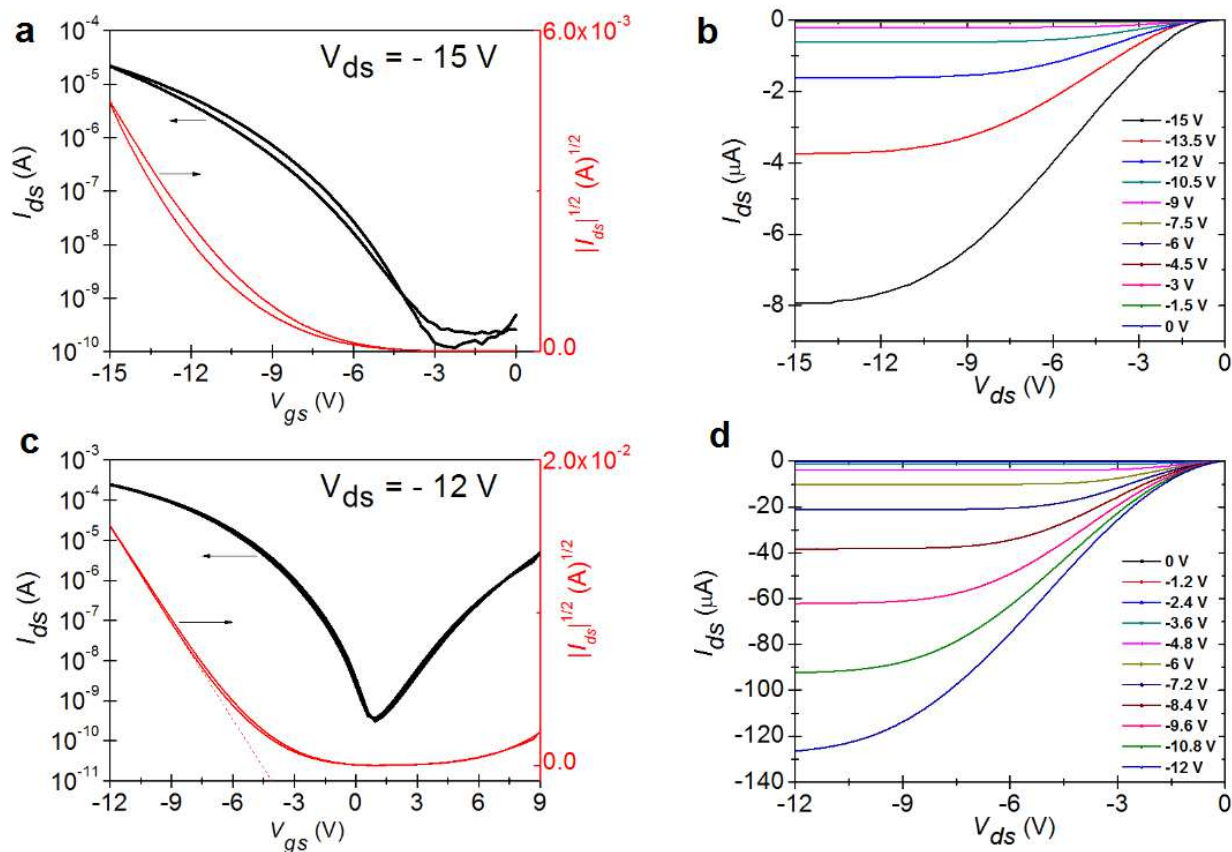 a
V_ds = - 15 V
I_ds (A)
10^-4
10^-5
10^-6
10^-7
10^-8
10^-9
10^-10
-15 -12 -9 -6 -3 0
V_gs (V)
6.0x10^-3
0.0
|I_ds|^1/2 (A)^1/2
b
I_ds (μA)
0
-2
-4
-6
-8
-15 -12 -9 -6 -3 0
V_ds (V)
-15 V
-13.5 V
-12 V
-10.5 V
-9 V
-7.5 V
-6 V
-4.5 V
-3 V
-1.5 V
0 V
c
V_ds = - 12 V
I_ds (A)
10^-3
10^-4
10^-5
10^-6
10^-7
10^-8
10^-9
10^-10
10^-11
-12 -9 -6 -3 0 3 6 9
V_gs (V)
2.0x10^-2
0.0
|I_ds|^1/2 (A)^1/2
d
I_ds (μA)
0
-20
-40
-60
-80
-100
-120
-140
-12 -9 -6 -3 0
V_ds (V)
0 V
-1.2 V
-2.4 V
-3.6 V
-4.8 V
-6 V
-7.2 V
-8.4 V
-9.6 V
-10.8 V
-12 V